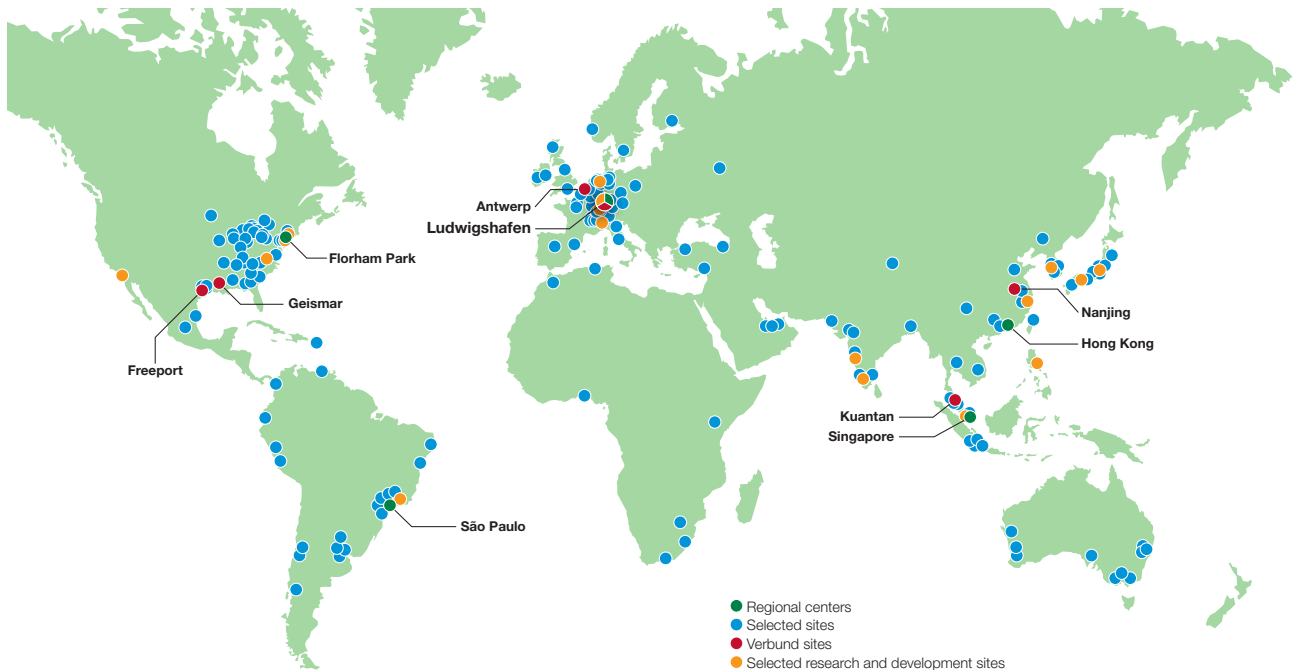 Antwerp
Ludwigshafen
Florham Park
Geismar
Freeport
Nanjing
Hong Kong
Kuantan
Singapore
São Paulo
Regional centers
Selected sites
Verbund sites
Selected research and development sites